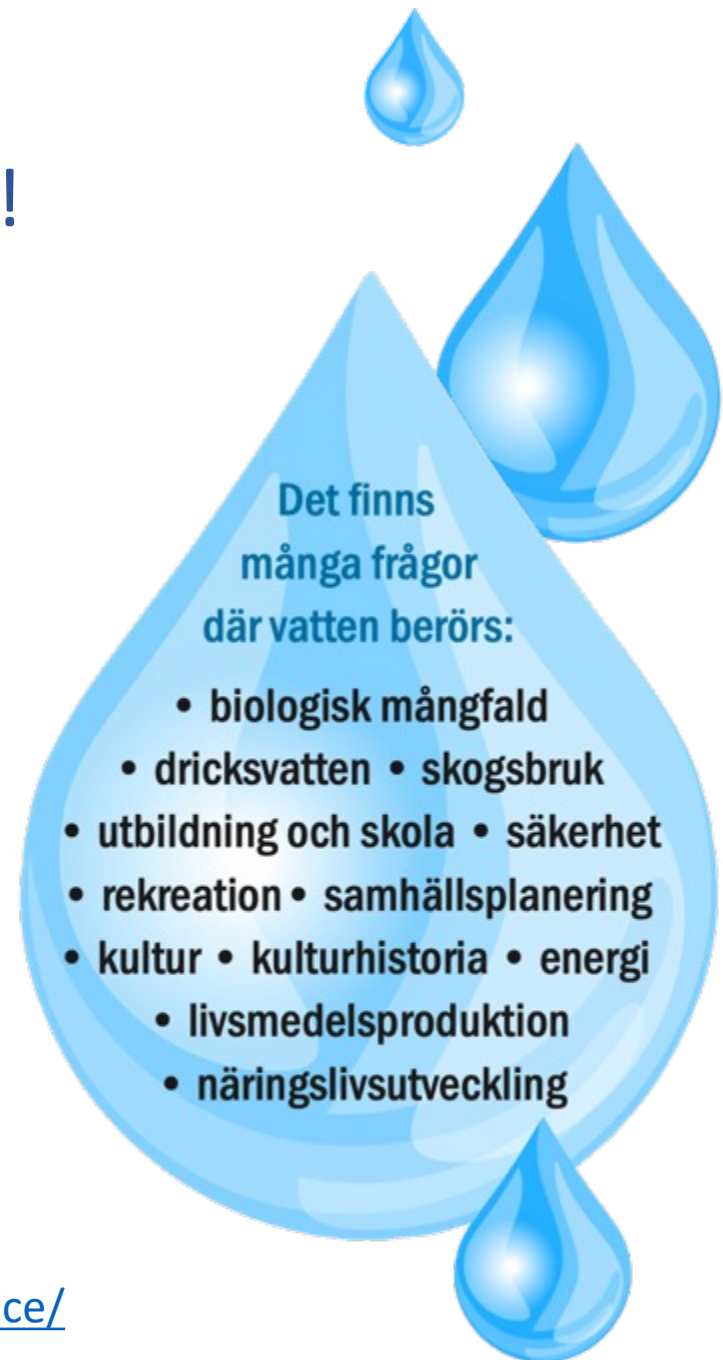 !
Det finns
många frågor
där vatten berörs:
• biologisk mångfald
• dricksvatten • skogsbruk
• utbildning och skola • säkerhet
• rekreation • samhällsplanering
• kultur • kulturhistoria • energi
• livsmedelsproduktion
• näringslivsutveckling
ce/